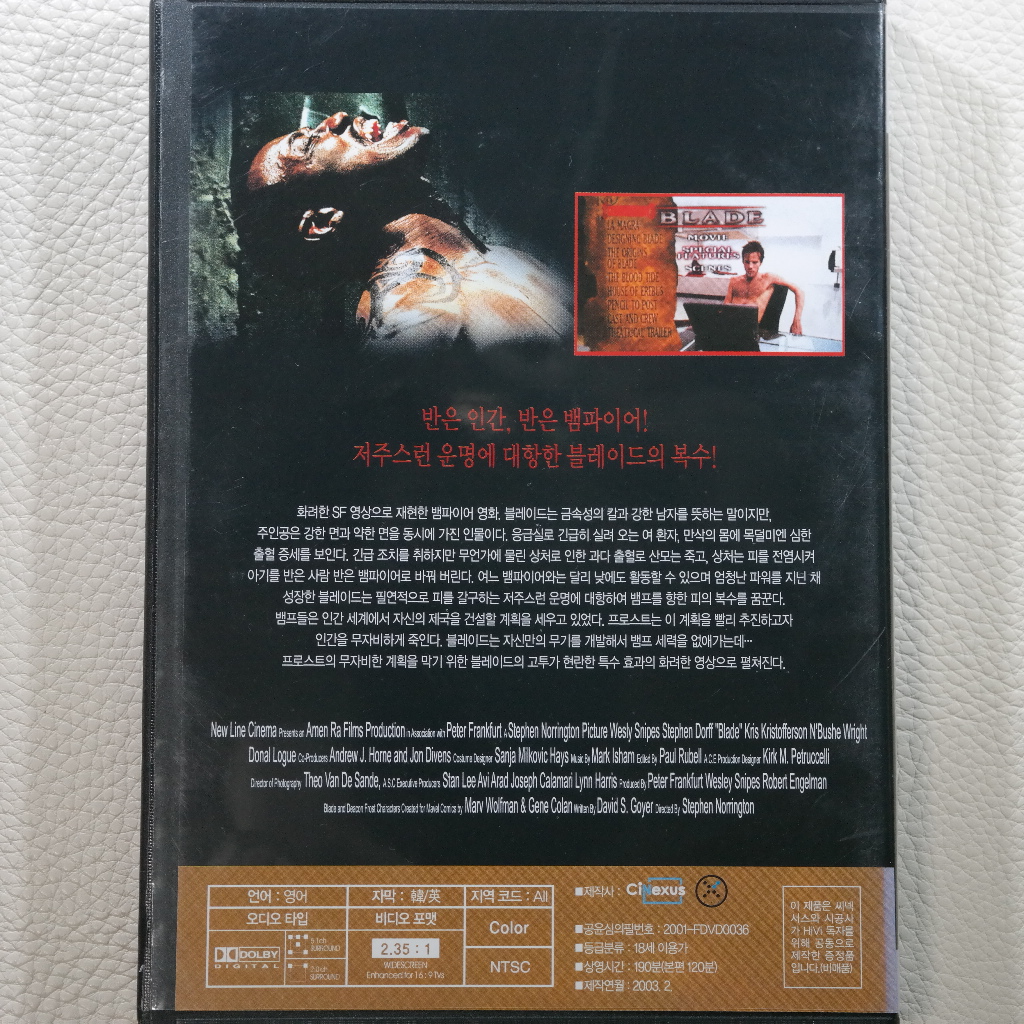 BLADE
MOVIE
SPECIAL
FEATURES
SCENES
LA MAGRA
DESIGNING BLADE
THE ORIGINS
OF BLADE
THE BLOOD TIDE
HOUSE OF EREBUS
PENCIL TO POST
CAST AND CREW
THEATRICAL TRAILER
반은 인간, 반은 뱀파이어!
저주스런 운명에 대항한 블레이드의 복수!
화려한 SF 영상으로 재현한 뱀파이어 영화. 블레이드는 금속성의 칼과 강한 남자를 뜻하는 말이지만,
주인공은 강한 면과 약한 면을 동시에 가진 인물이다. 응급실로 긴급히 실려 오는 여 환자, 만삭의 몸에 목덜미엔 심한
출혈 증세를 보인다. 긴급 조치를 취하지만 무언가에 물린 상처로 인한 과다 출혈로 산모는 죽고, 상처는 피를 전염시켜
아기를 반은 사람 반은 뱀파이어로 바꿔 버린다. 여느 뱀파이어와는 달리 낮에도 활동할 수 있으며 엄청난 파워를 지닌 채
성장한 블레이드는 필연적으로 피를 갈구하는 저주스런 운명에 대항하여 뱀프를 향한 피의 복수를 꿈꾼다.
뱀프들은 인간 세계에서 자신의 제국을 건설할 계획을 세우고 있었다. 프로스트는 이 계획을 빨리 추진하고자
인간을 무자비하게 죽인다. 블레이드는 자신만의 무기를 개발해서 뱀프 세력을 없애가는데…
프로스트의 무자비한 계획을 막기 위한 블레이드의 고투가 현란한 특수 효과의 화려한 영상으로 펼쳐진다.
New Line Cinema Presents an Amen Ra Films Production In Association with Peter Frankfurt A Stephen Norrington Picture Wesly Snipes Stephen Dorff "Blade" Kris Kristofferson N'Bushe Wright
Donal Logue Co-Producers Andrew J. Horne and Jon Divens Costume Designer Sanja Milkovic Hays Music By Mark Isham Edited By Paul Rubell A.C.E Production Designer Kirk M. Petruccelli
Director of Photography Theo Van De Sande, A.S.C Executive Producers Stan Lee Avi Arad Joseph Calamari Lynn Harris Produced By Peter Frankfurt Wesley Snipes Robert Engelman
Blade and Deacon Frost Characters Created for Mavel Comics by Marv Wolfman & Gene Colan Written By David S. Goyer Directed By Stephen Norrington
언어 : 영어
자막 : 韓/英
지역 코드 : All
오디오 타입
비디오 포맷
Color
DOLBY
DIGITAL
5.1ch
SURROUND
2.0ch
SURROUND
2.35 : 1
WIDESCREEN
Enhanced for 16 : 9 TVs
NTSC
■제작사 : Cinexus
■공윤심의필번호 : 2001-FDVD0036
■등급분류 : 18세 이용가
■상영시간 : 190분(본편 120분)
■제작연월 : 2003. 2.
이 제품은 씨넥
서스와 시공시
가 HiVi 독자를
위해 공동으로
제작한 증정품
입니다.(비매품)